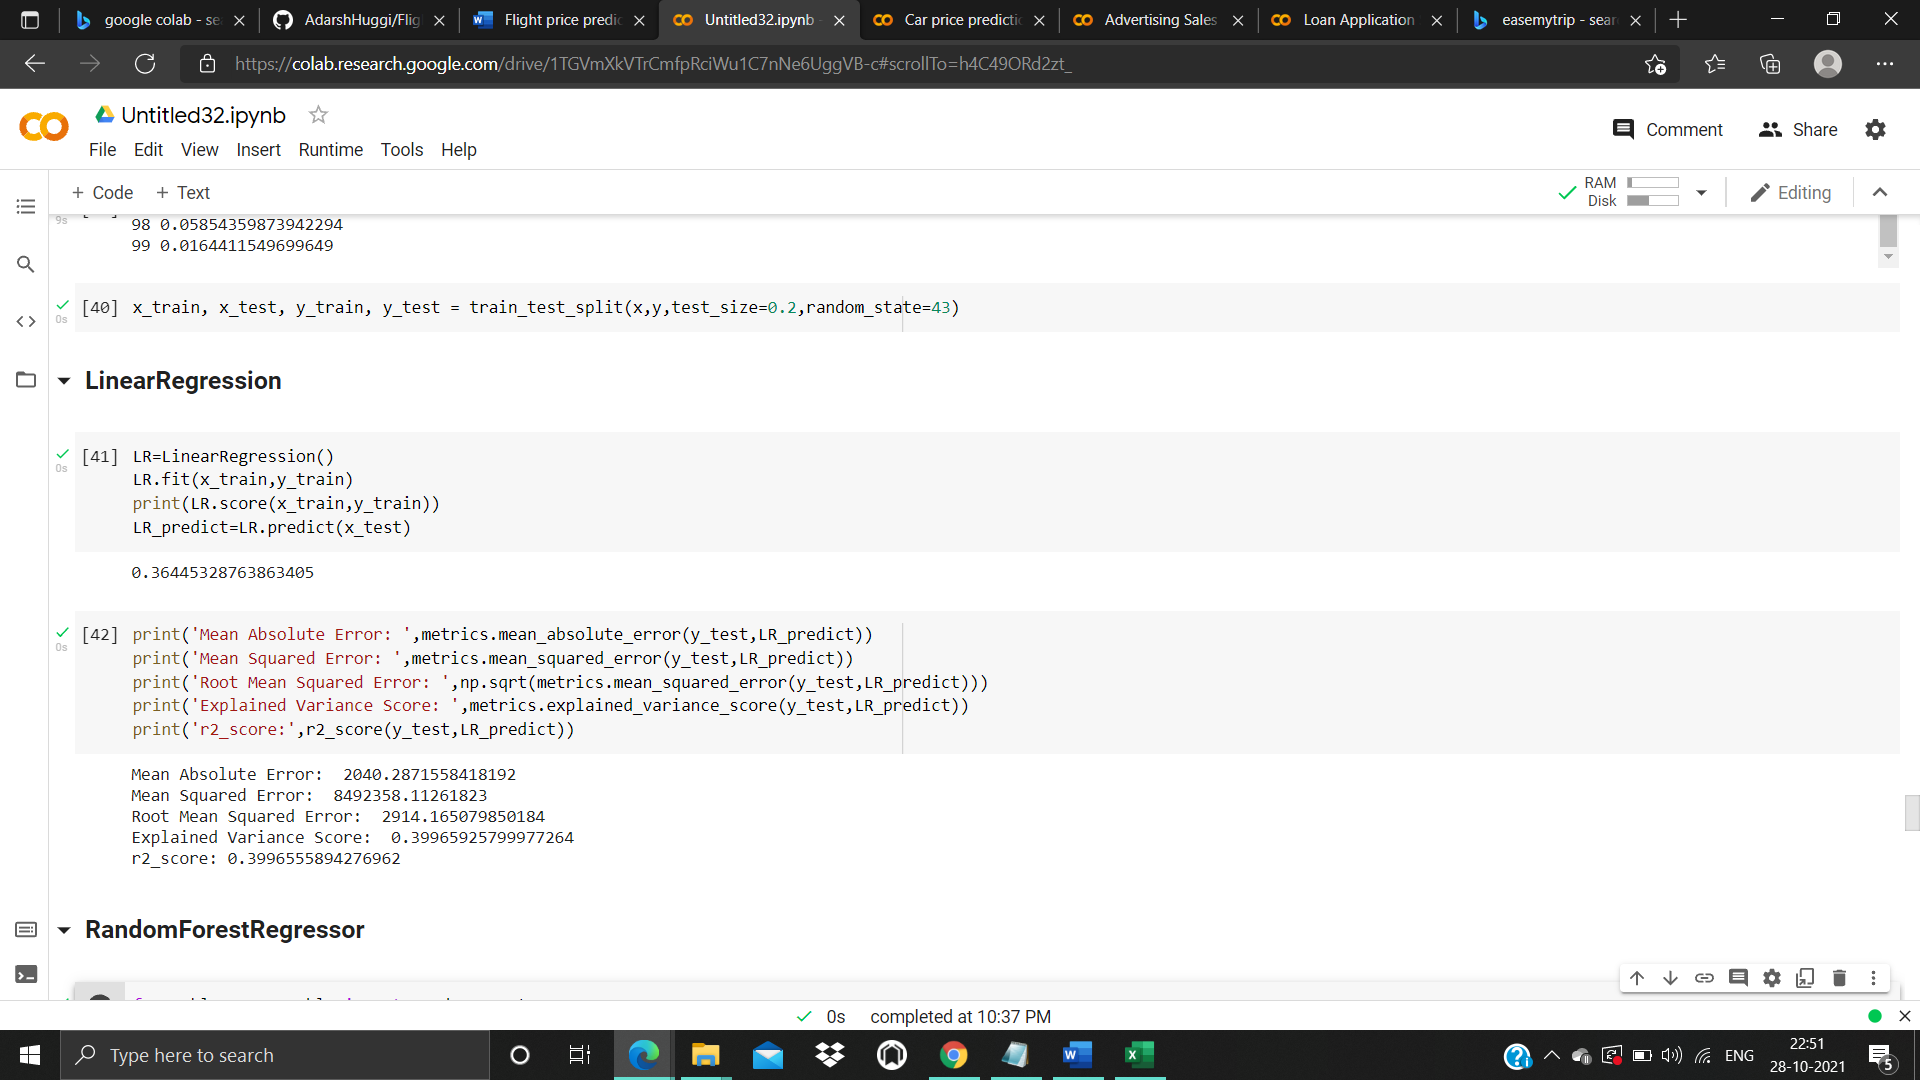 google colab - se
AdarshHuggi/Flig
Flight price predic
Untitled32.ipynb
Car price predictic
Advertising Sales
Loan Application
easemytrip - sear
https://colab.research.google.com/drive/1TGVmXkVTrCmfpRciWu1C7nNe6UggVB-c#scrollTo=h4C49ORd2zt_
Untitled32.ipynb
Comment
Share
File Edit View Insert Runtime Tools Help
+ Code + Text
RAM
Disk
Editing
9s
98 0.05854359873942294
99 0.0164411549699649
[40] x_train, x_test, y_train, y_test = train_test_split(x,y,test_size=0.2,random_state=43)
0s
LinearRegression
[41] LR=LinearRegression()
0s
LR.fit(x_train,y_train)
print(LR.score(x_train,y_train))
LR_predict=LR.predict(x_test)
0.36445328763863405
[42] print('Mean Absolute Error: ',metrics.mean_absolute_error(y_test,LR_predict))
0s
print('Mean Squared Error: ',metrics.mean_squared_error(y_test,LR_predict))
print('Root Mean Squared Error: ',np.sqrt(metrics.mean_squared_error(y_test,LR_predict)))
print('Explained Variance Score: ',metrics.explained_variance_score(y_test,LR_predict))
print('r2_score:',r2_score(y_test,LR_predict))
Mean Absolute Error:  2040.2871558418192
Mean Squared Error:  8492358.11261823
Root Mean Squared Error:  2914.165079850184
Explained Variance Score:  0.39965925799977264
r2_score: 0.3996555894276962
RandomForestRegressor
0s completed at 10:37 PM
Type here to search
ENG
22:51
28-10-2021
5